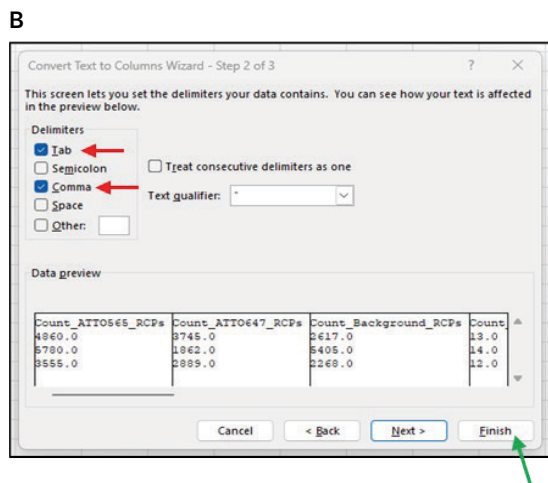 B
Convert Text to Columns Wizard - Step 2 of 3 ? ×
This screen lets you set the delimiters your data contains. You can see how your text is affected
in the preview below.
Delimiters
Tab
Semicolon
Comma
Space
Other:
Treat consecutive delimiters as one
Text qualifier: "
Data preview
Count_ATTO565_RCPs Count_ATTO647_RCPs Count_Background_RCPs Count_
4860.0 3745.0 2617.0 13.0
5780.0 1862.0 5405.0 14.0
3555.0 2889.0 2268.0 12.0
Cancel < Back Next > Finish